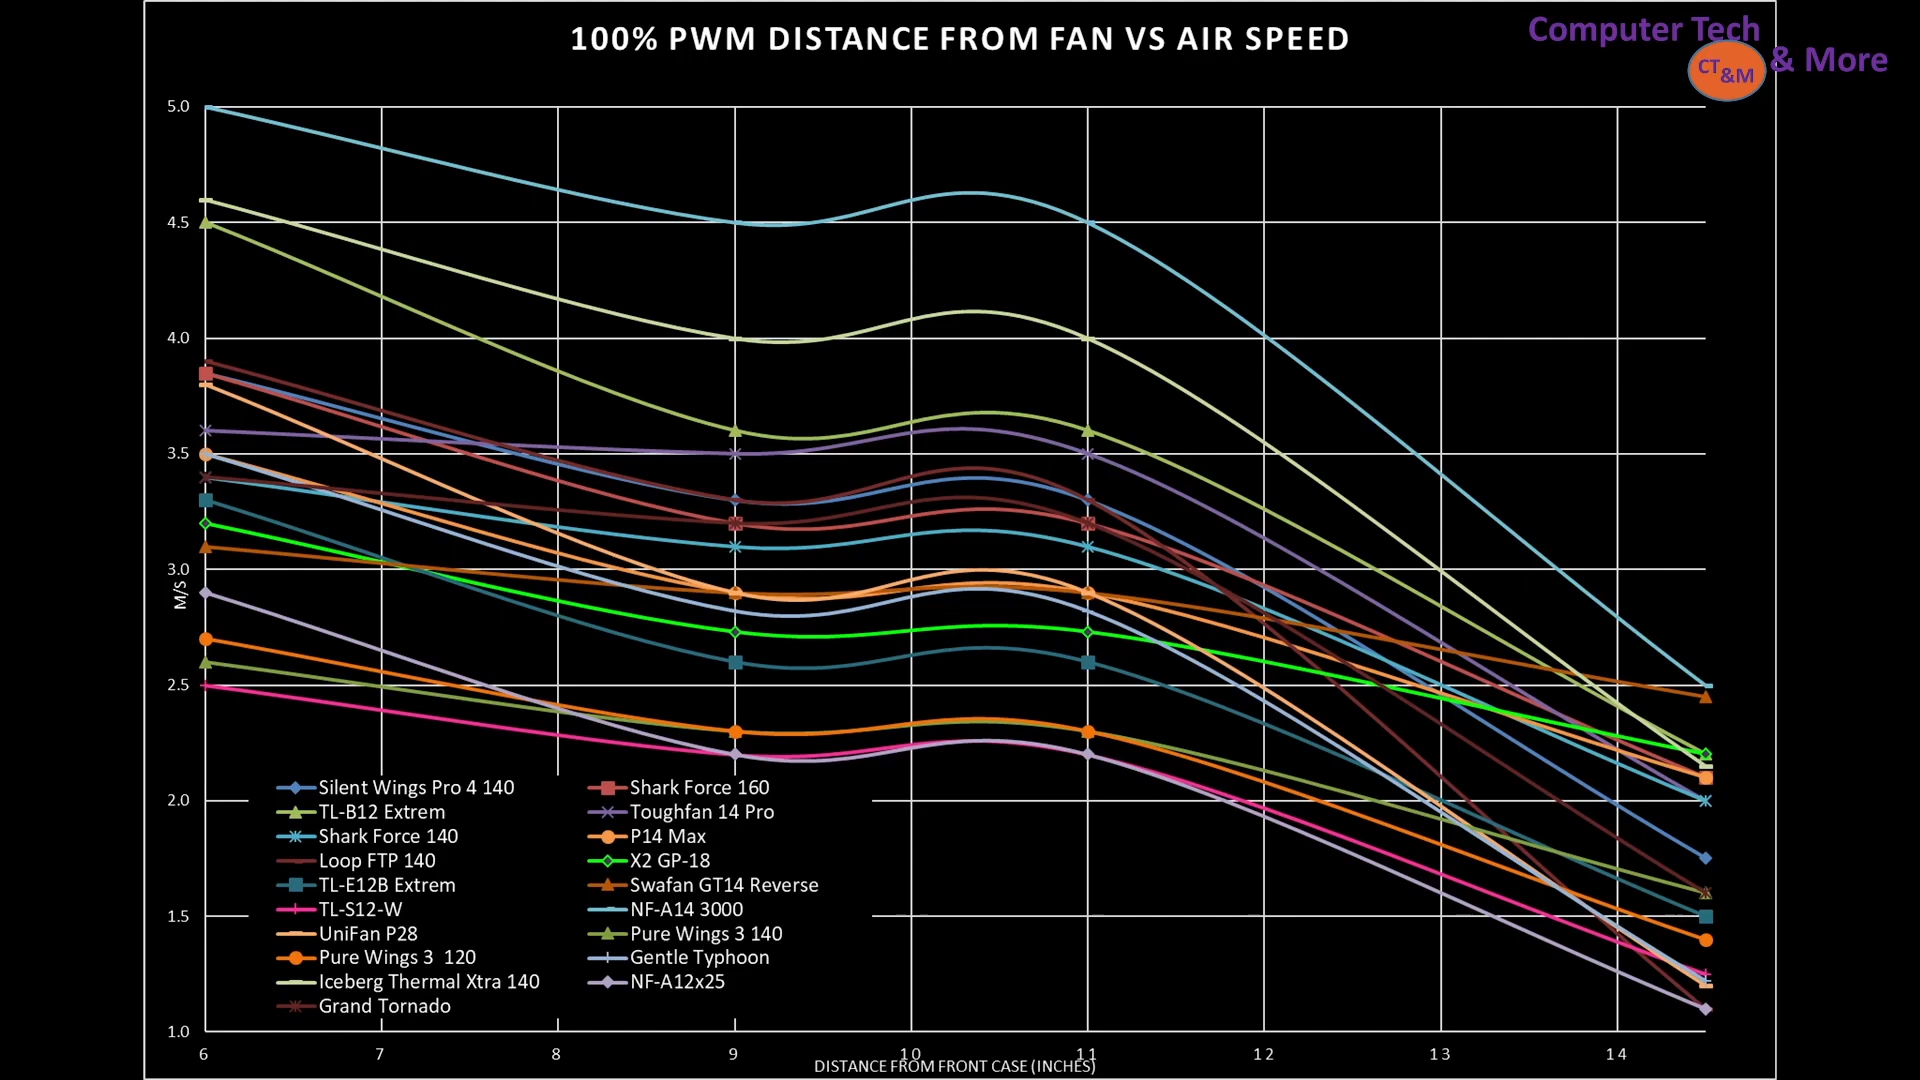 100% PWM DISTANCE FROM FAN VS AIR SPEED
Computer Tech
& More
CT
&M
5.0
4.5
4.0
3.5
3.0
2.5
2.0
1.5
1.0
M/S
Silent Wings Pro 4 140
Shark Force 160
TL-B12 Extrem
Toughfan 14 Pro
Shark Force 140
P14 Max
Loop FTP 140
X2 GP-18
TL-E12B Extrem
Swafan GT14 Reverse
TL-S12-W
NF-A14 3000
UniFan P28
Pure Wings 3 140
Pure Wings 3  120
Gentle Typhoon
Iceberg Thermal Xtra 140
NF-A12x25
Grand Tornado
6 7 8 9 10 11 12 13 14
DISTANCE FROM FRONT CASE (INCHES)